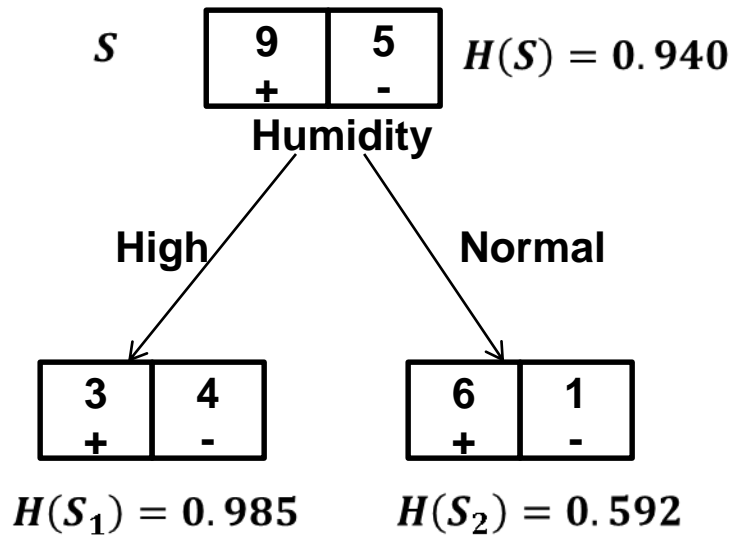 S 9 5 H(S) = 0.940
+ -
Humidity
High Normal
3 4 6 1
+ - + -
H(S₁) = 0.985 H(S₂) = 0.592